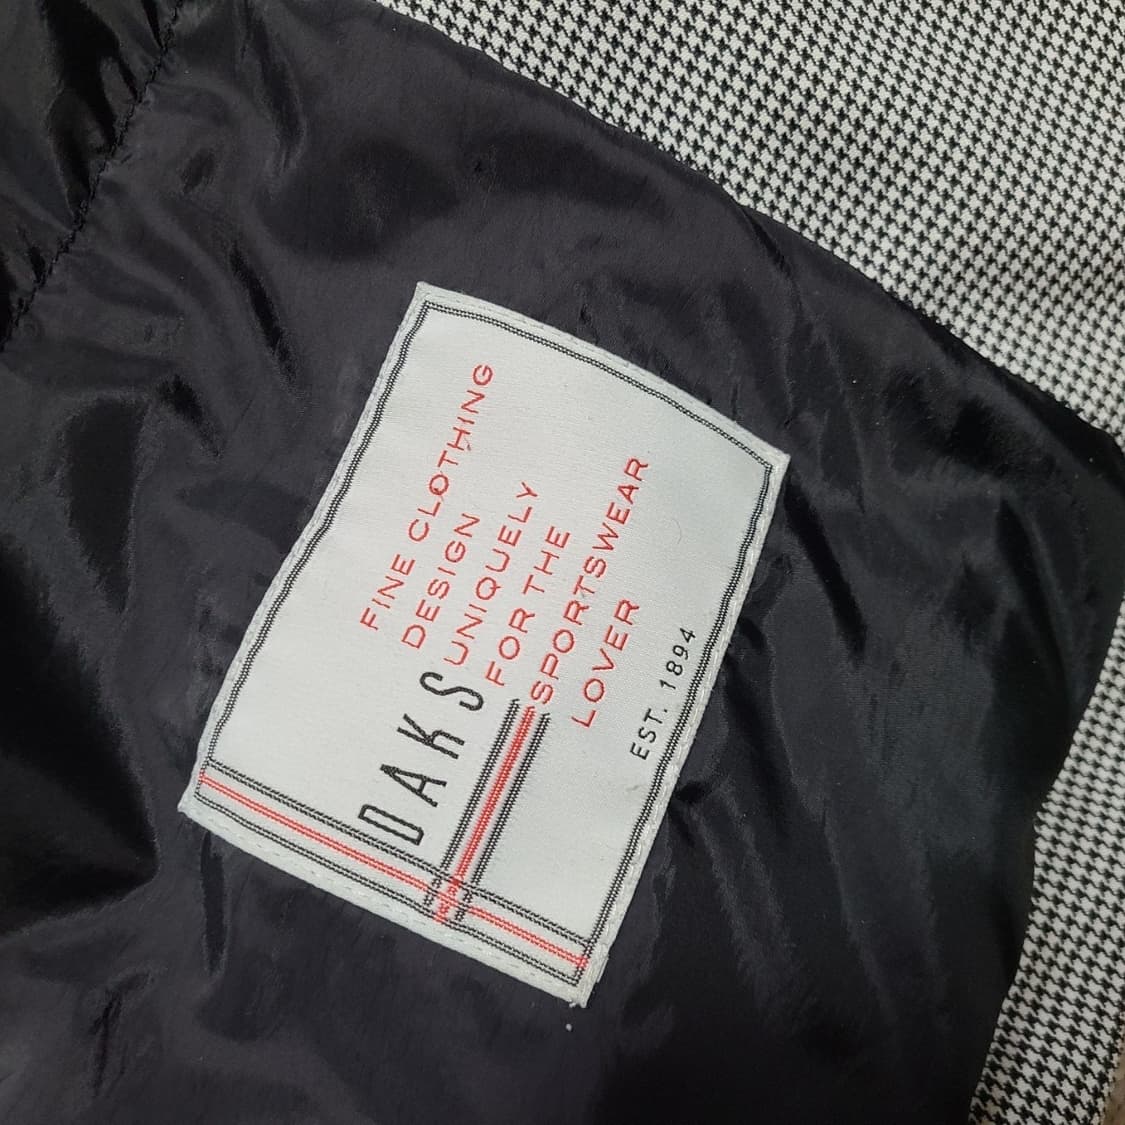 DAKS
FINE CLOTHING
DESIGN
UNIQUELY
FOR THE
SPORTSWEAR
LOVER
EST. 1894